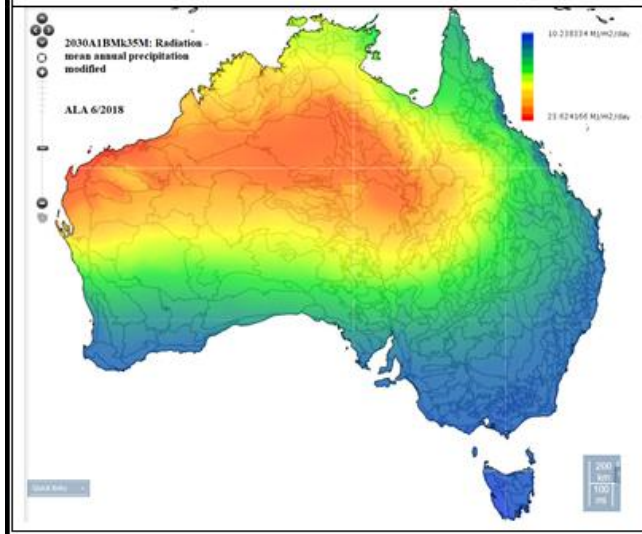 2030A1BMk35M: Radiation -
mean annual precipitation
modified
ALA 6/2018
10.238334 MJ/m2/day
21.624166 MJ/m2/day
Quick links
200
km
100
mi